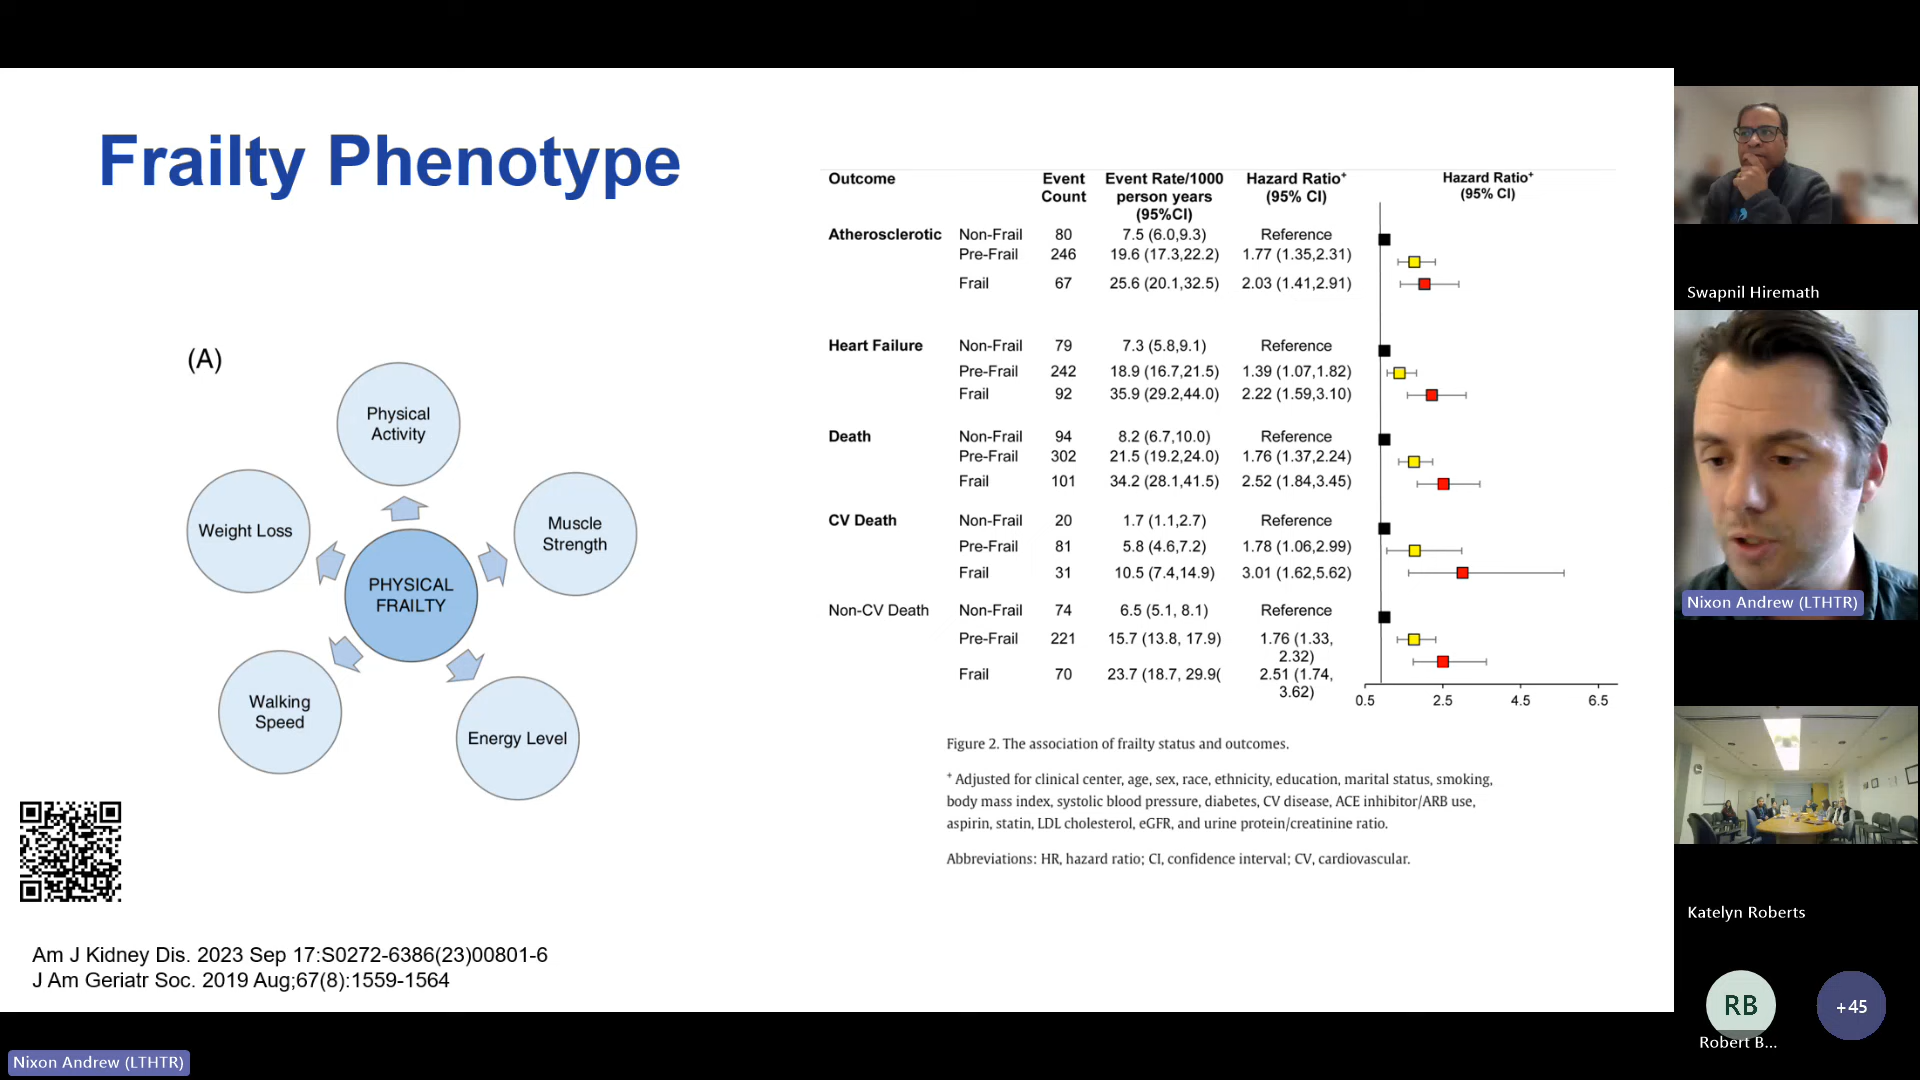 Frailty Phenotype
(A)
Physical
Activity
Weight Loss
Muscle
Strength
PHYSICAL
FRAILTY
Walking
Speed
Energy Level
Am J Kidney Dis. 2023 Sep 17:S0272-6386(23)00801-6
J Am Geriatr Soc. 2019 Aug;67(8):1559-1564
Outcome Event Count Event Rate/1000 person years (95%CI) Hazard Ratio+ (95% CI) Hazard Ratio+ (95% CI)
Atherosclerotic Non-Frail 80 7.5 (6.0,9.3) Reference
Pre-Frail 246 19.6 (17.3,22.2) 1.77 (1.35,2.31)
Frail 67 25.6 (20.1,32.5) 2.03 (1.41,2.91)
Heart Failure Non-Frail 79 7.3 (5.8,9.1) Reference
Pre-Frail 242 18.9 (16.7,21.5) 1.39 (1.07,1.82)
Frail 92 35.9 (29.2,44.0) 2.22 (1.59,3.10)
Death Non-Frail 94 8.2 (6.7,10.0) Reference
Pre-Frail 302 21.5 (19.2,24.0) 1.76 (1.37,2.24)
Frail 101 34.2 (28.1,41.5) 2.52 (1.84,3.45)
CV Death Non-Frail 20 1.7 (1.1,2.7) Reference
Pre-Frail 81 5.8 (4.6,7.2) 1.78 (1.06,2.99)
Frail 31 10.5 (7.4,14.9) 3.01 (1.62,5.62)
Non-CV Death Non-Frail 74 6.5 (5.1, 8.1) Reference
Pre-Frail 221 15.7 (13.8, 17.9) 1.76 (1.33,
2.32)
Frail 70 23.7 (18.7, 29.9( 2.51 (1.74,
3.62)
0.5 2.5 4.5 6.5
Figure 2. The association of frailty status and outcomes.
+ Adjusted for clinical center, age, sex, race, ethnicity, education, marital status, smoking,
body mass index, systolic blood pressure, diabetes, CV disease, ACE inhibitor/ARB use,
aspirin, statin, LDL cholesterol, eGFR, and urine protein/creatinine ratio.
Abbreviations: HR, hazard ratio; CI, confidence interval; CV, cardiovascular.
Swapnil Hiremath
Nixon Andrew (LTHTR)
Katelyn Roberts
RB
+45
Robert B...
Nixon Andrew (LTHTR)